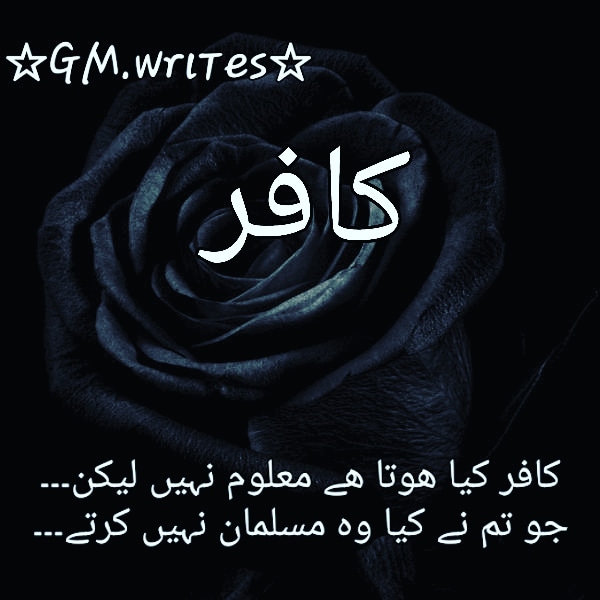 ☆GM.writes☆
کافر
کافر کیا ھوتا ھے معلوم نہیں لیکن۔۔۔
جو تم نے کیا وہ مسلمان نہیں کرتے۔۔۔